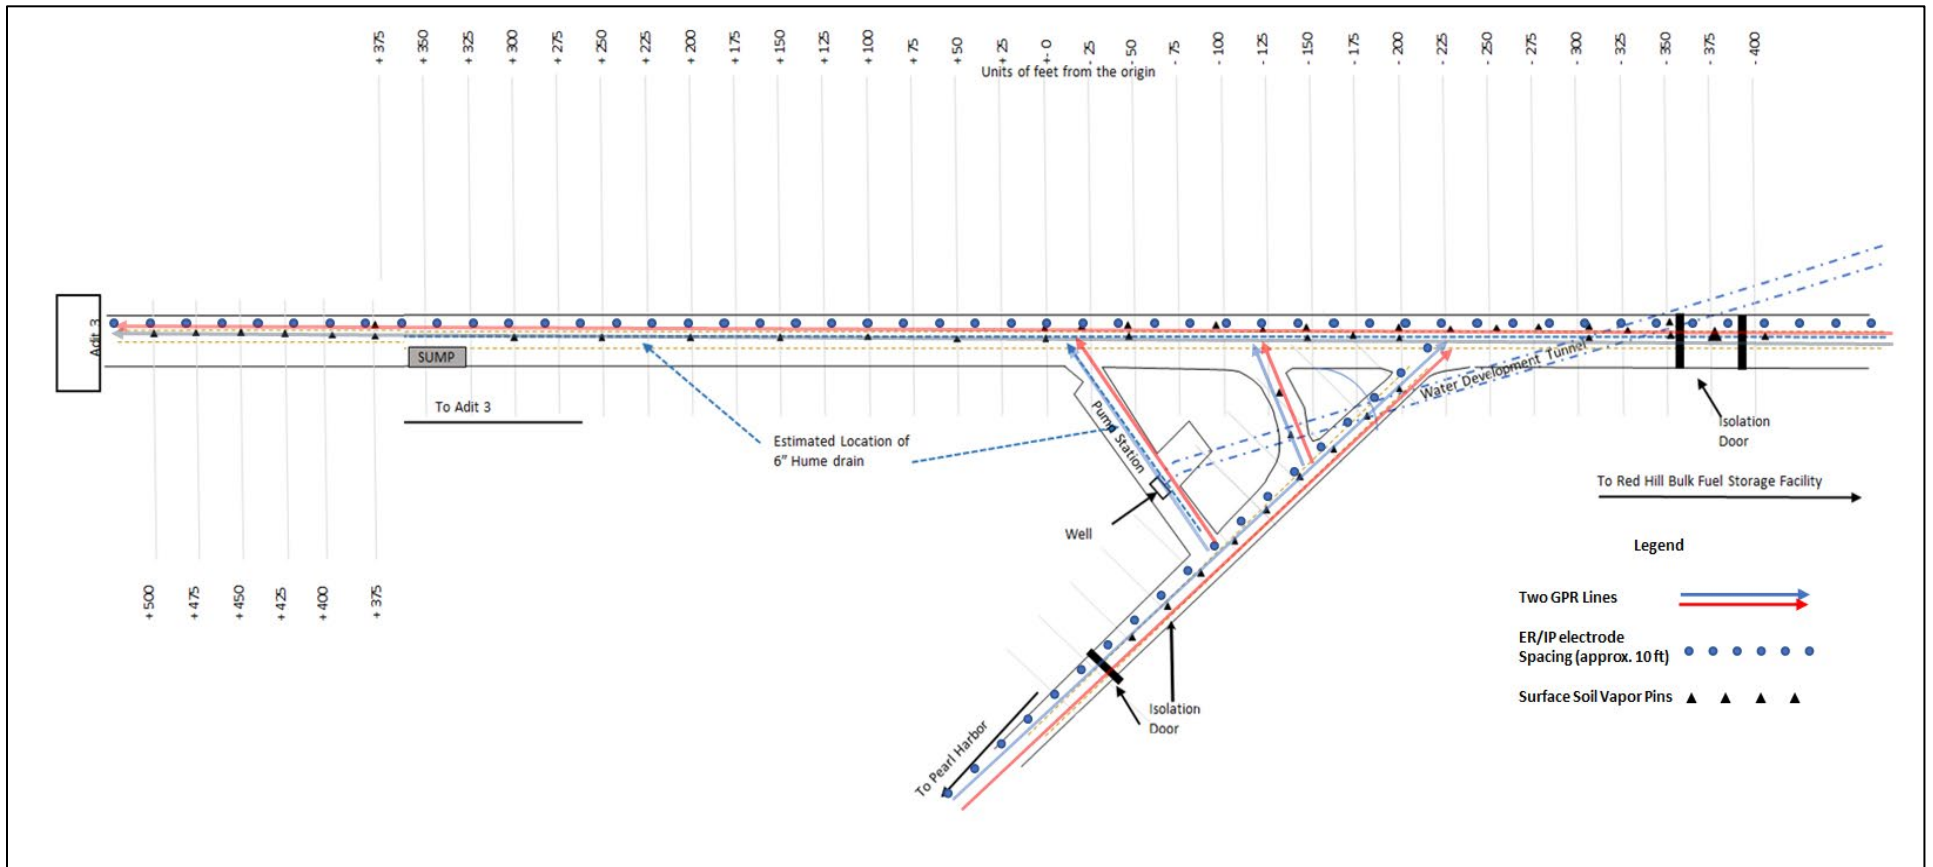 + 375
+ 350
+ 325
+ 300
+ 275
+ 250
+ 225
+ 200
+ 175
+ 150
+ 125
+ 100
+ 75
+ 50
+ 25
+- 0
- 25
- 50
- 75
- 100
- 125
- 150
- 175
- 200
- 225
- 250
- 275
- 300
- 325
- 350
- 375
- 400
Units of feet from the origin
Adit 3
SUMP
To Adit 3
Estimated Location of
6" Hume drain
Pump Station
Well
Water Development Tunnel
Isolation
Door
To Red Hill Bulk Fuel Storage Facility
+ 500
+ 475
+ 450
+ 425
+ 400
+ 375
Isolation
Door
To Pearl Harbor
Legend
Two GPR Lines
ER/IP electrode
Spacing (approx. 10 ft)
Surface Soil Vapor Pins